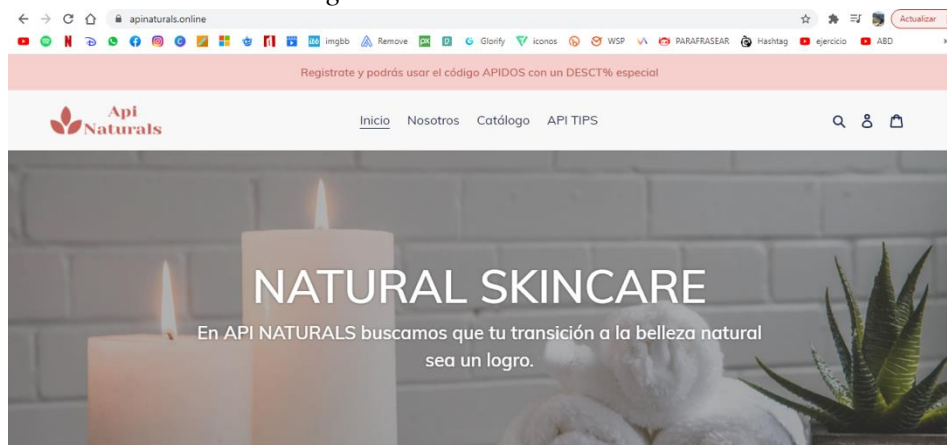 apinaturals.online
Actualizar
imgbb Remove Glorify iconos WSP PARAFRASEAR Hashtag ejercicio ABD
Registrate y podrás usar el código APIDOS con un DESCT% especial
Api
Naturals
Inicio Nosotros Catálogo API TIPS
NATURAL SKINCARE
En API NATURALS buscamos que tu transición a la belleza natural
sea un logro.